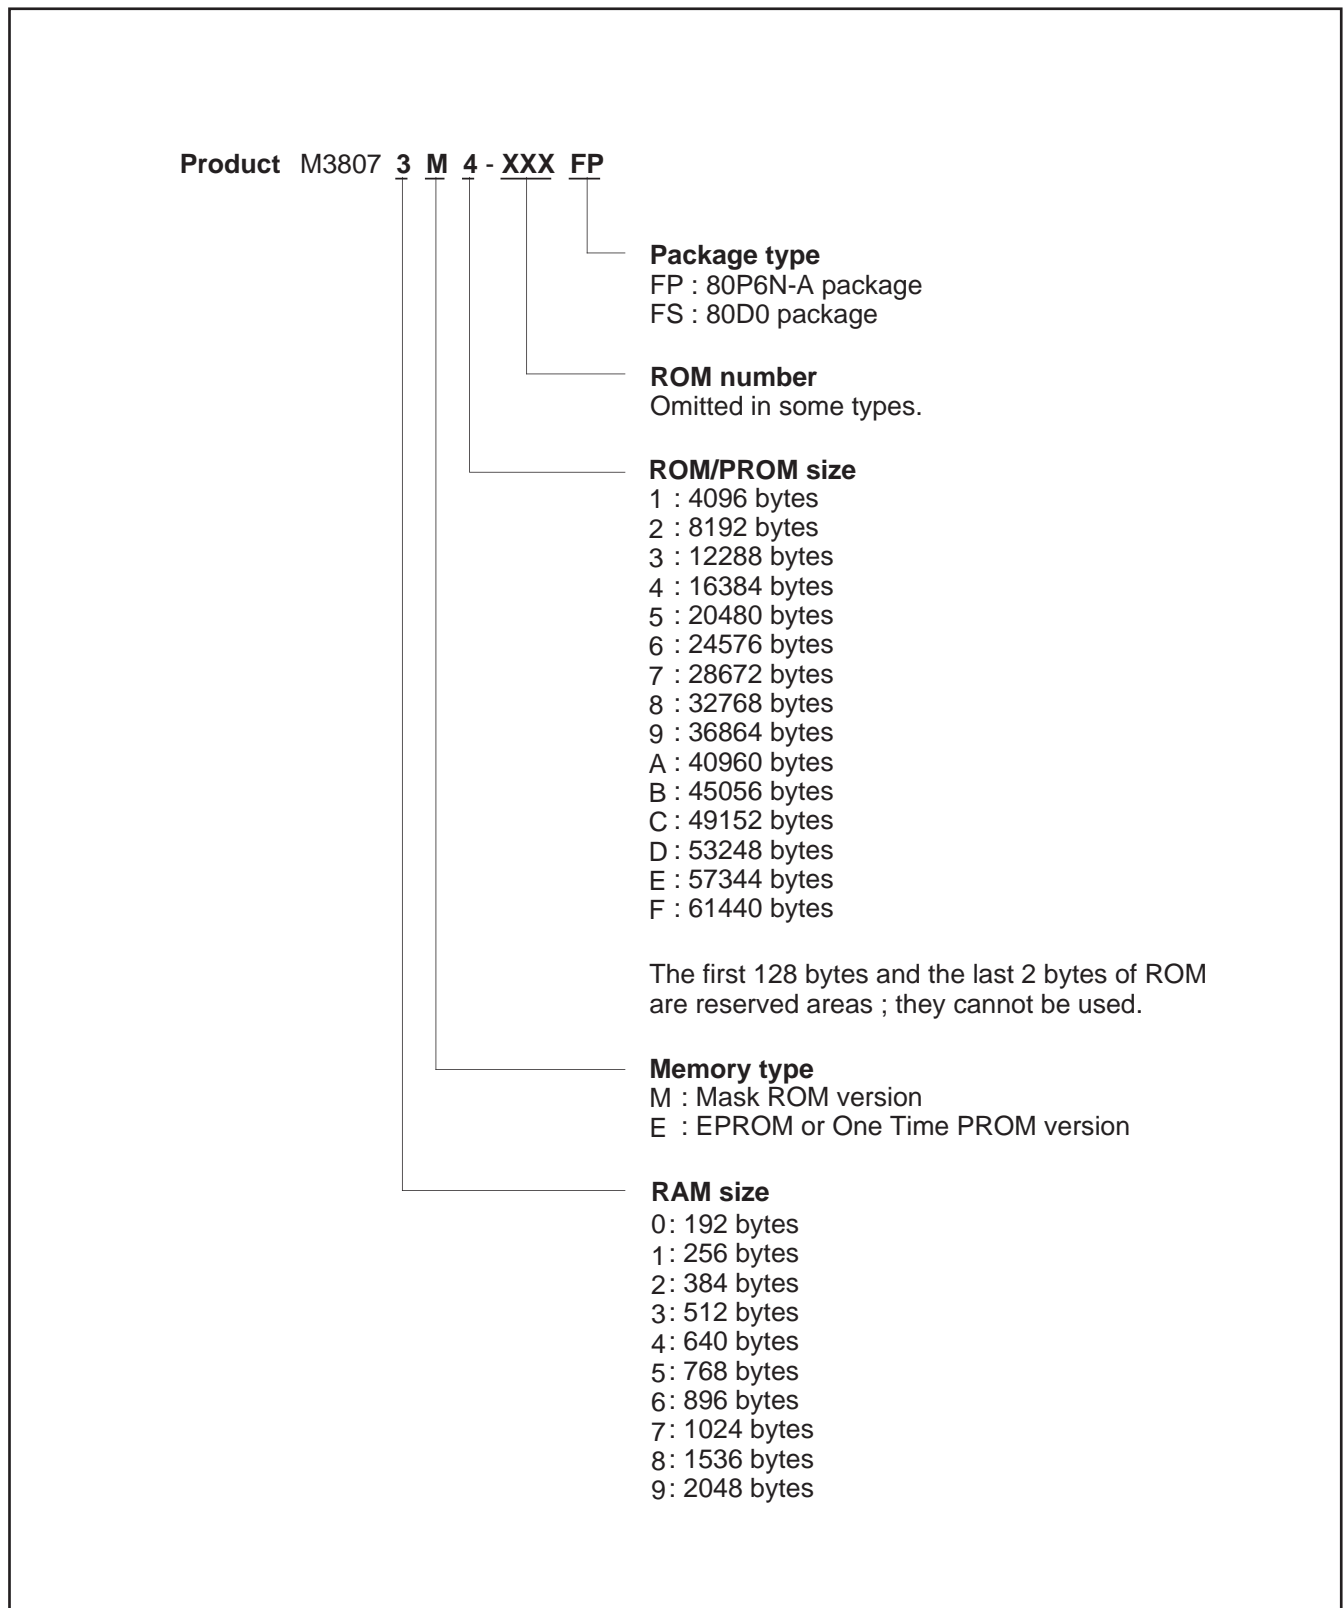 Product M3807 3 M 4 - XXX FP
Package type
FP : 80P6N-A package
FS : 80D0 package
ROM number
Omitted in some types.
ROM/PROM size
1 : 4096 bytes
2 : 8192 bytes
3 : 12288 bytes
4 : 16384 bytes
5 : 20480 bytes
6 : 24576 bytes
7 : 28672 bytes
8 : 32768 bytes
9 : 36864 bytes
A : 40960 bytes
B : 45056 bytes
C : 49152 bytes
D : 53248 bytes
E : 57344 bytes
F : 61440 bytes
The first 128 bytes and the last 2 bytes of ROM
are reserved areas ; they cannot be used.
Memory type
M : Mask ROM version
E : EPROM or One Time PROM version
RAM size
0: 192 bytes
1: 256 bytes
2: 384 bytes
3: 512 bytes
4: 640 bytes
5: 768 bytes
6: 896 bytes
7: 1024 bytes
8: 1536 bytes
9: 2048 bytes